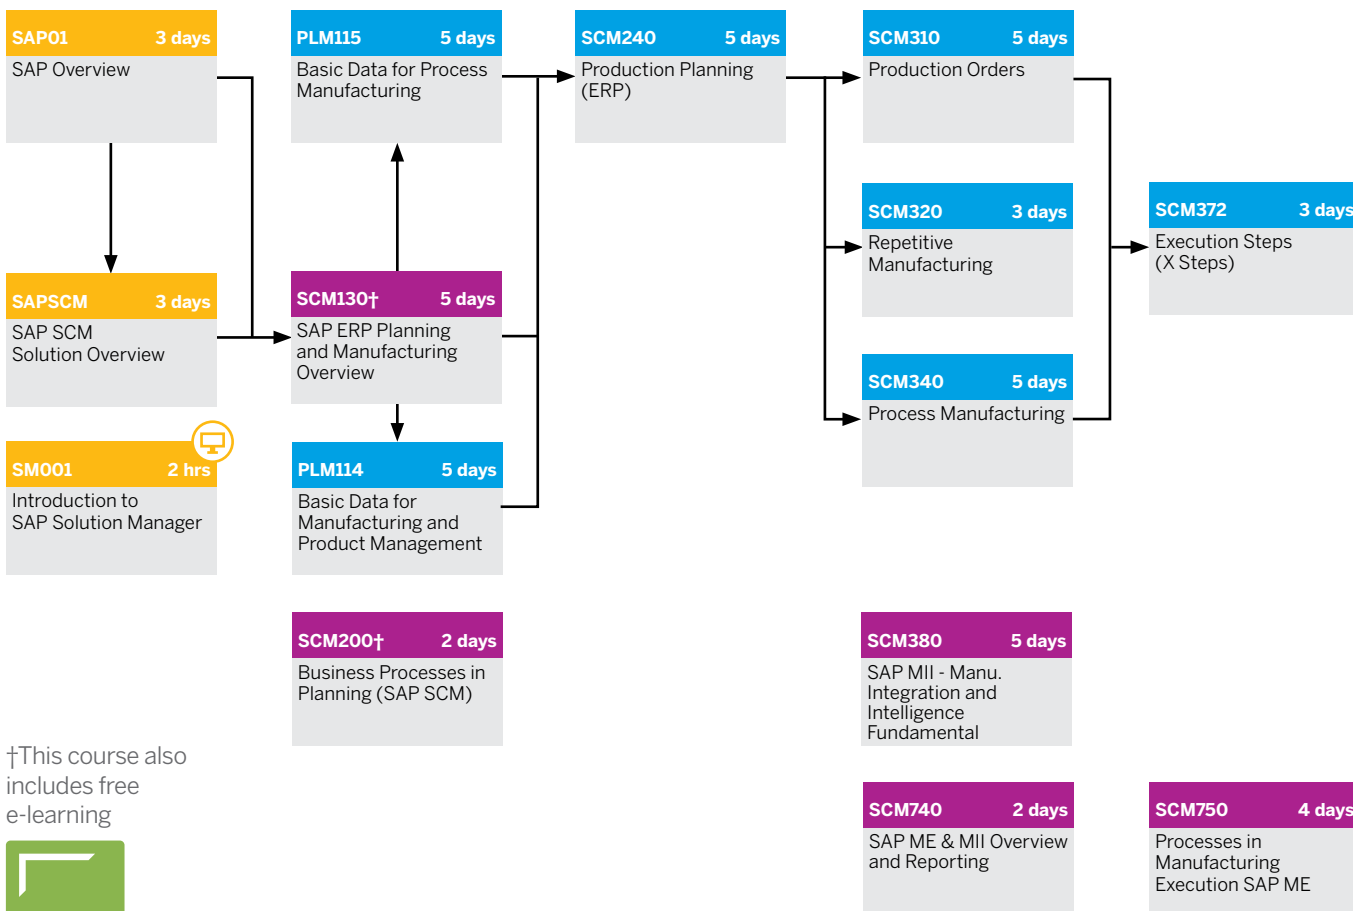 SAP01 3 days
SAP Overview
PLM115 5 days
Basic Data for Process
Manufacturing
SCM240 5 days
Production Planning
(ERP)
SCM310 5 days
Production Orders
SCM320 3 days
Repetitive
Manufacturing
SCM372 3 days
Execution Steps
(X Steps)
SAPSCM 3 days
SAP SCM
Solution Overview
SCM130† 5 days
SAP ERP Planning
and Manufacturing
Overview
SCM340 5 days
Process Manufacturing
SM001 2 hrs
Introduction to
SAP Solution Manager
PLM114 5 days
Basic Data for
Manufacturing and
Product Management
SCM200† 2 days
Business Processes in
Planning (SAP SCM)
SCM380 5 days
SAP MII - Manu.
Integration and
Intelligence
Fundamental
†This course also
includes free
e-learning
SCM740 2 days
SAP ME & MII Overview
and Reporting
SCM750 4 days
Processes in
Manufacturing
Execution SAP ME